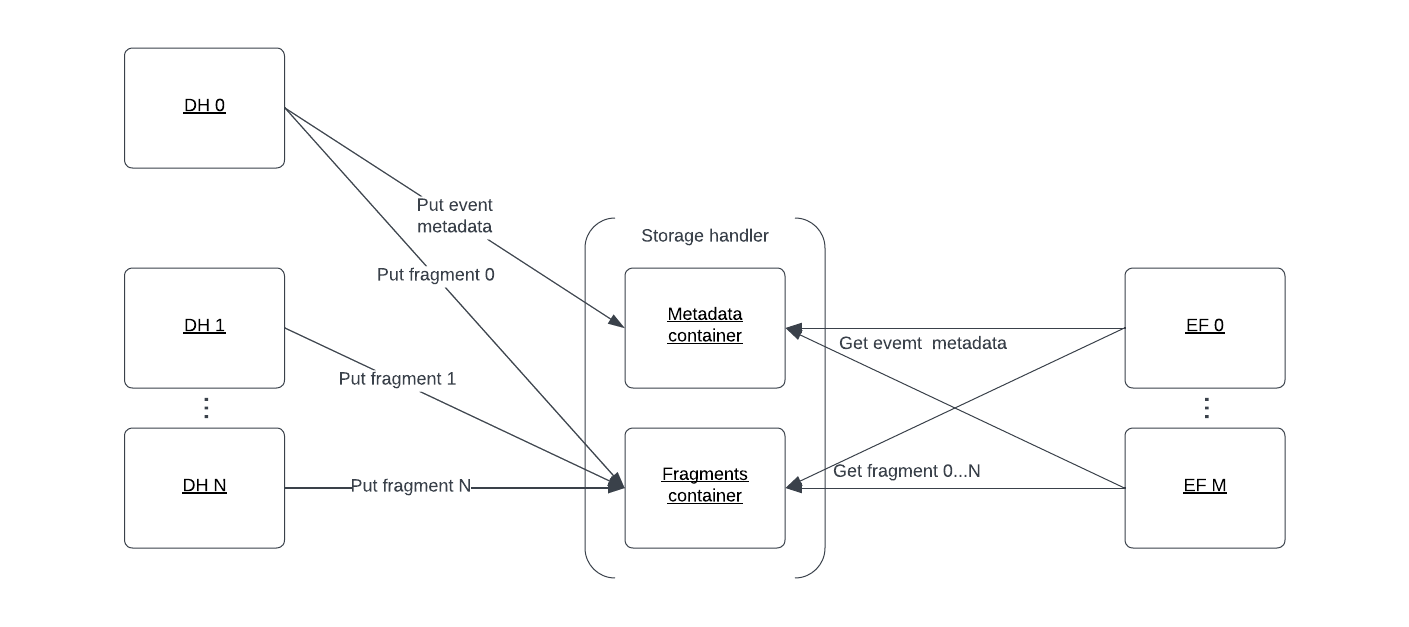 DH 0
Put event
metadata
Storage handler
Put fragment 0
Metadata
container
DH 1
EF 0
Get evemt  metadata
Put fragment 1
Fragments
container
Get fragment 0...N
DH N
Put fragment N
EF M